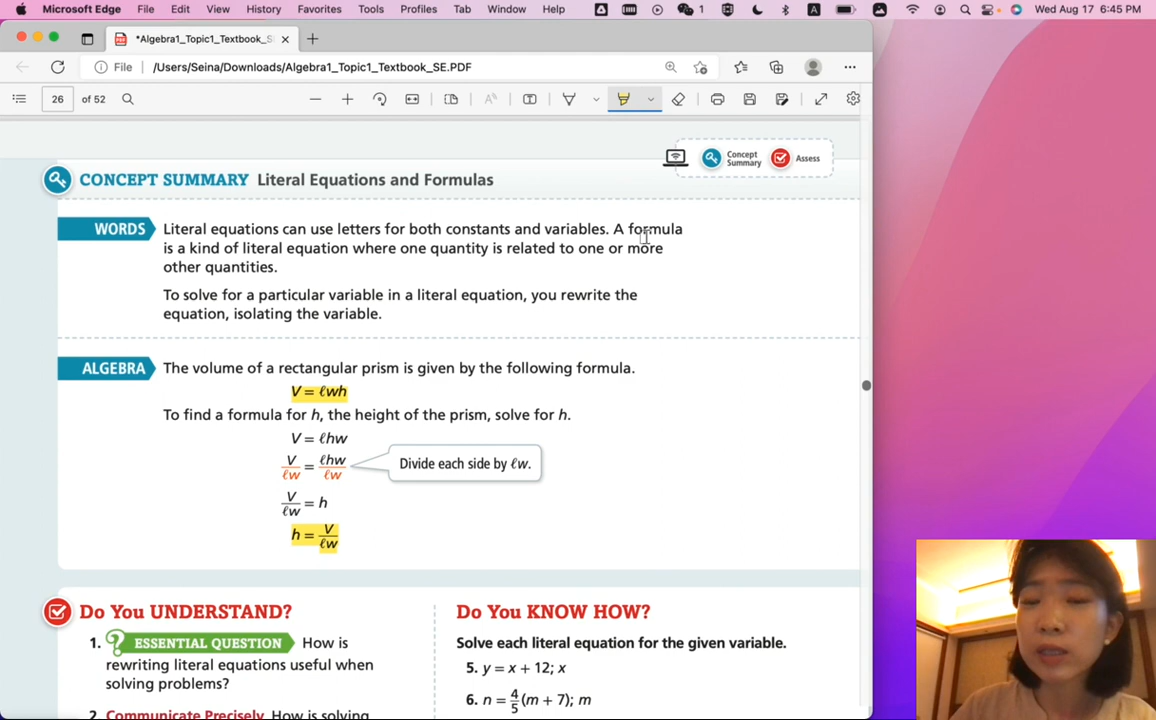 Microsoft Edge File Edit View History Favorites Tools Profiles Tab Window Help 1 A Wed Aug 17 6:45 PM
*Algebra1_Topic1_Textbook_S
File /Users/Seina/Downloads/Algebra1_Topic1_Textbook_SE.PDF
26 of 52
Concept Summary Assess
CONCEPT SUMMARY Literal Equations and Formulas
WORDS Literal equations can use letters for both constants and variables. A formula
is a kind of literal equation where one quantity is related to one or more
other quantities.
To solve for a particular variable in a literal equation, you rewrite the
equation, isolating the variable.
ALGEBRA The volume of a rectangular prism is given by the following formula.
V = ℓwh
To find a formula for h, the height of the prism, solve for h.
V = ℓhw
V/ℓw = ℓhw/ℓw Divide each side by ℓw.
V/ℓw = h
h = V/ℓw
Do You UNDERSTAND?
1. ? ESSENTIAL QUESTION How is
rewriting literal equations useful when
solving problems?
2. Communicate Precisely How is solving
Do You KNOW HOW?
Solve each literal equation for the given variable.
5. y = x + 12; x
6. n = 4/5(m + 7); m